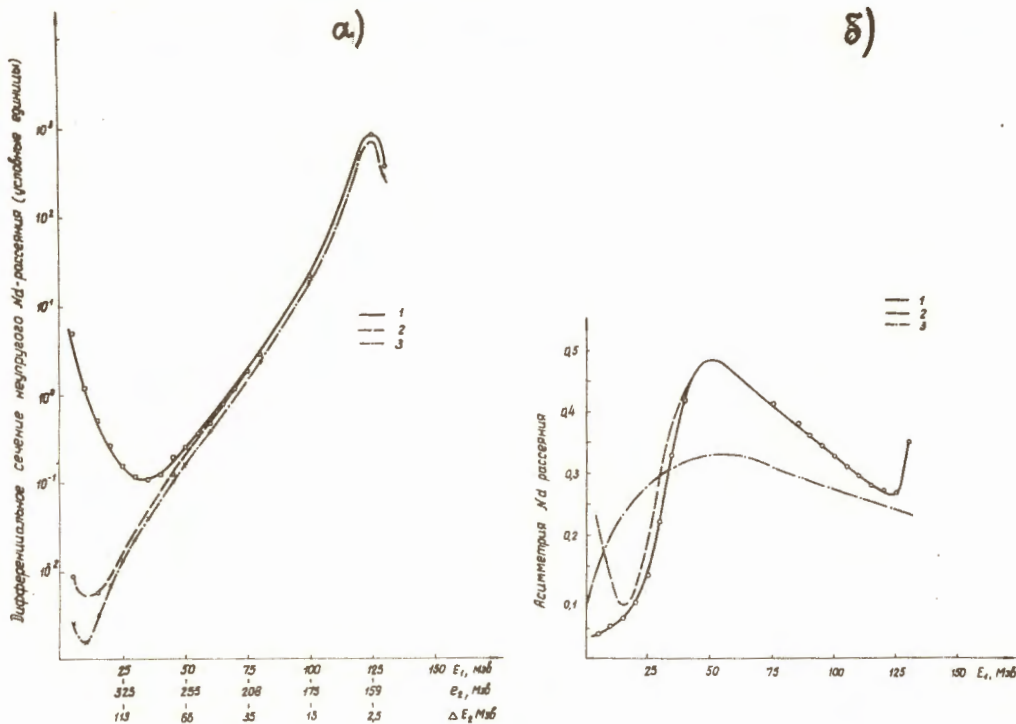 а)
Дифференциальное сечение неупругого Nd-рассеяния (условные единицы)
10³
10²
10¹
10⁰
10⁻¹
10⁻²
1
2
3
25 50 75 100 125 150 E₁, Мэв
325 255 208 175 159 e₂, Мэв
113 66 35 13 2,5 Δ E₂ Мэв
б)
1
2
3
Асимметрия Nd рассеяния
0,5
0,4
0,3
0,2
0,1
25 50 75 100 125 150 E₁, Мэв